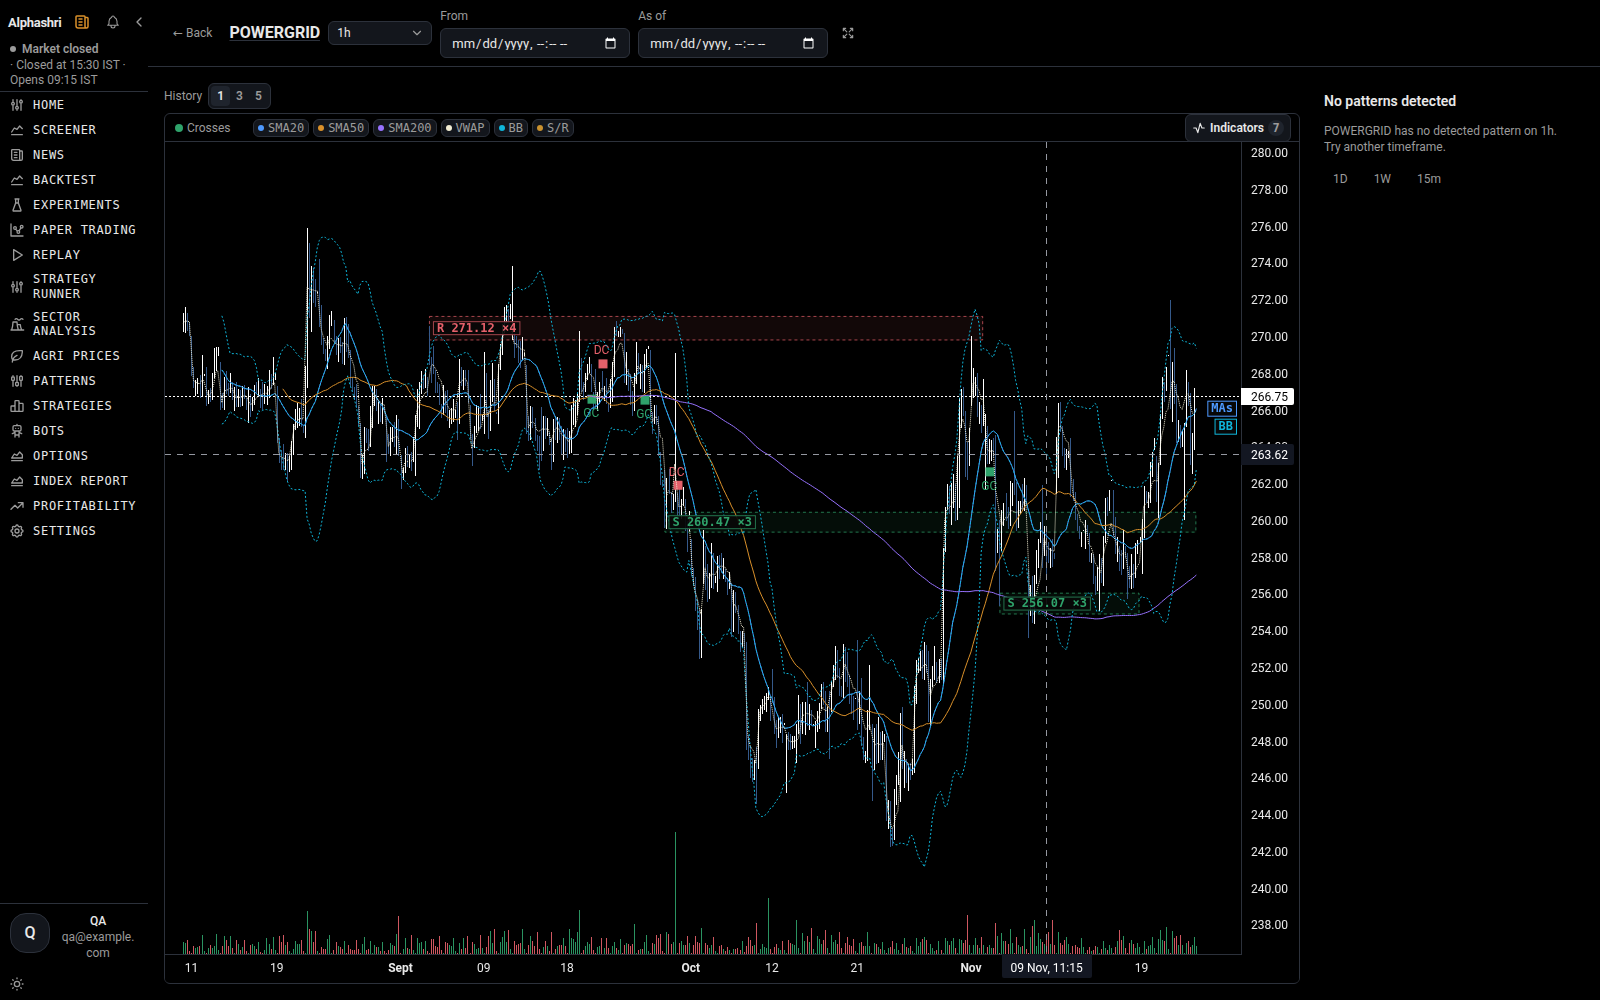 Alphashri
Market closed
· Closed at 15:30 IST ·
Opens 09:15 IST
HOME
SCREENER
NEWS
BACKTEST
EXPERIMENTS
PAPER TRADING
REPLAY
STRATEGY
RUNNER
SECTOR
ANALYSIS
AGRI PRICES
PATTERNS
STRATEGIES
BOTS
OPTIONS
INDEX REPORT
PROFITABILITY
SETTINGS
Q
QA
qa@example.
com
← Back
POWERGRID
1h
From
mm/dd/yyyy, --:-- --
As of
mm/dd/yyyy, --:-- --
History
1
3
5
Crosses
SMA20
SMA50
SMA200
VWAP
BB
S/R
Indicators 7
R 271.12 ×4
DC
GC
GC
DC
S 260.47 ×3
GC
S 256.07 ×3
MAs
BB
280.00
278.00
276.00
274.00
272.00
270.00
268.00
266.75
266.00
263.62
262.00
260.00
258.00
256.00
254.00
252.00
250.00
248.00
246.00
244.00
242.00
240.00
238.00
11
19
Sept
09
18
Oct
12
21
Nov
09 Nov, 11:15
19
No patterns detected
POWERGRID has no detected pattern on 1h.
Try another timeframe.
1D
1W
15m